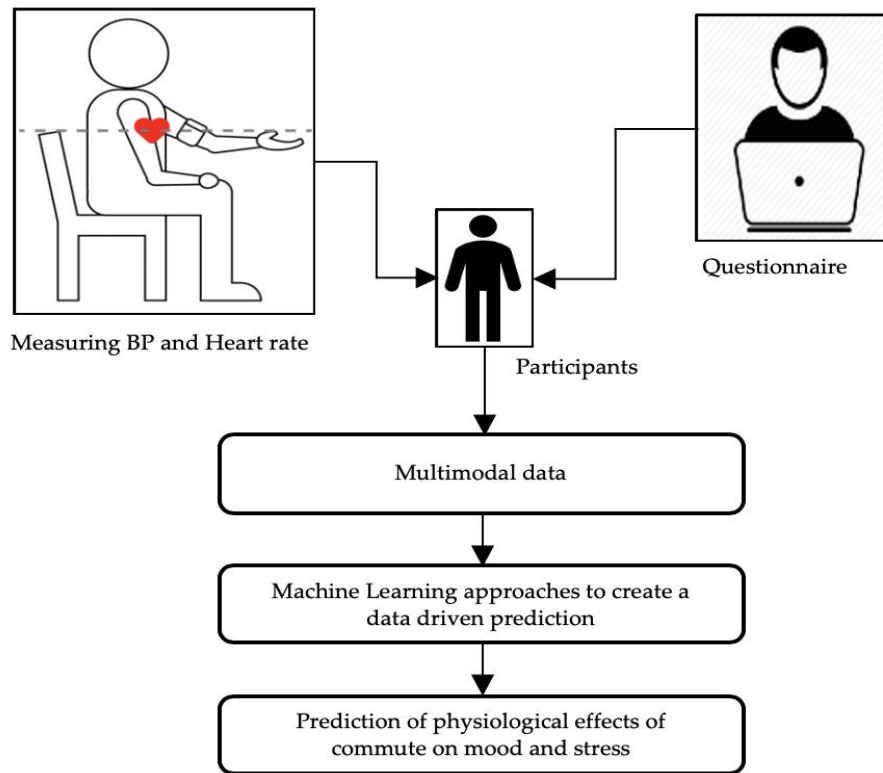 Measuring BP and Heart rate
Questionnaire
Participants
Multimodal data
Machine Learning approaches to create a
data driven prediction
Prediction of physiological effects of
commute on mood and stress